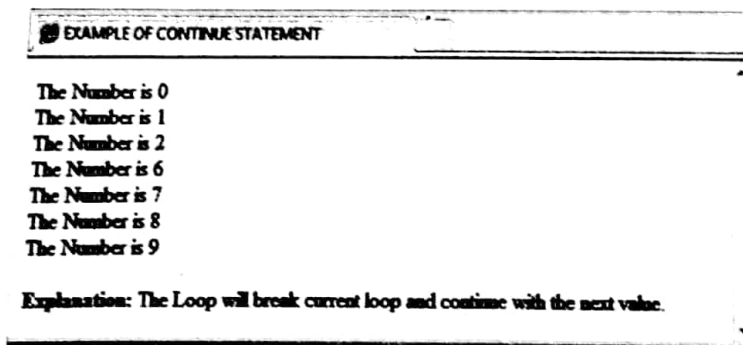 EXAMPLE OF CONTINUE STATEMENT
The Number is 0
The Number is 1
The Number is 2
The Number is 6
The Number is 7
The Number is 8
The Number is 9
Explanation: The Loop will break current loop and continue with the next value.